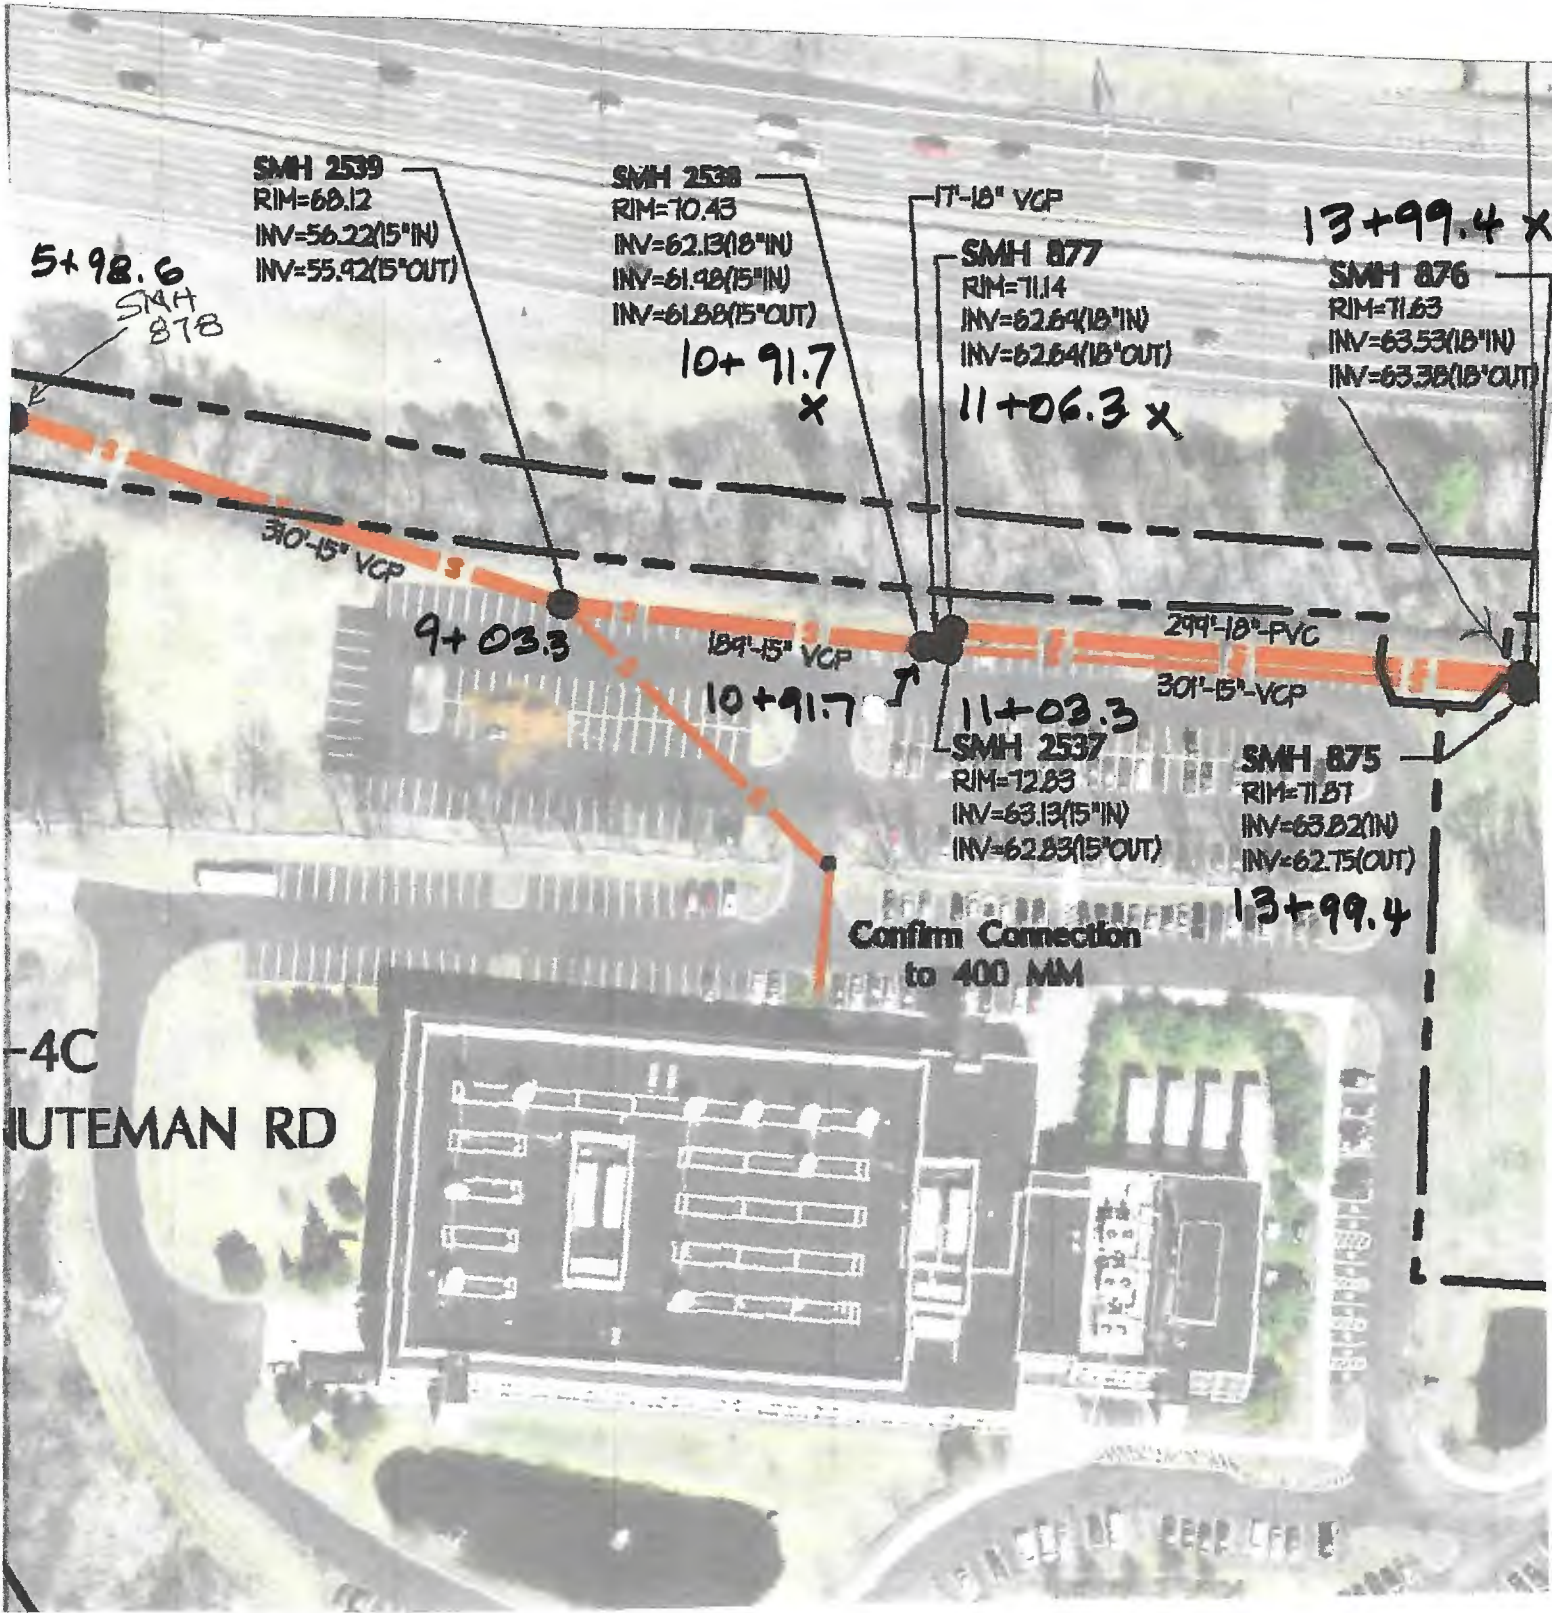 SMH 2539
RIM=68.12
INV=56.22(15"IN)
INV=55.92(15"OUT)
SMH 2538
RIM=70.43
INV=62.13(18"IN)
INV=61.98(15"IN)
INV=61.88(15"OUT)
10+91.7
X
17'-18" VCP
SMH 877
RIM=71.14
INV=62.64(18"IN)
INV=62.64(18"OUT)
11+06.3 X
13+99.4 X
SMH 876
RIM=71.63
INV=63.53(18"IN)
INV=63.38(18"OUT)
5+98.6
SMH
878
310'-15" VCP
S
S
S
9+03.3
S
S
189'-15" VCP
10+91.7
299'-18"-PVC
S
S
S
301'-15"-VCP
11+03.3
SMH 2537
RIM=72.83
INV=63.13(15"IN)
INV=62.83(15"OUT)
SMH 875
RIM=71.87
INV=63.82(IN)
INV=62.75(OUT)
13+99.4
S
S
Confirm Connection
to 400 MM
-4C
NUTEMAN RD